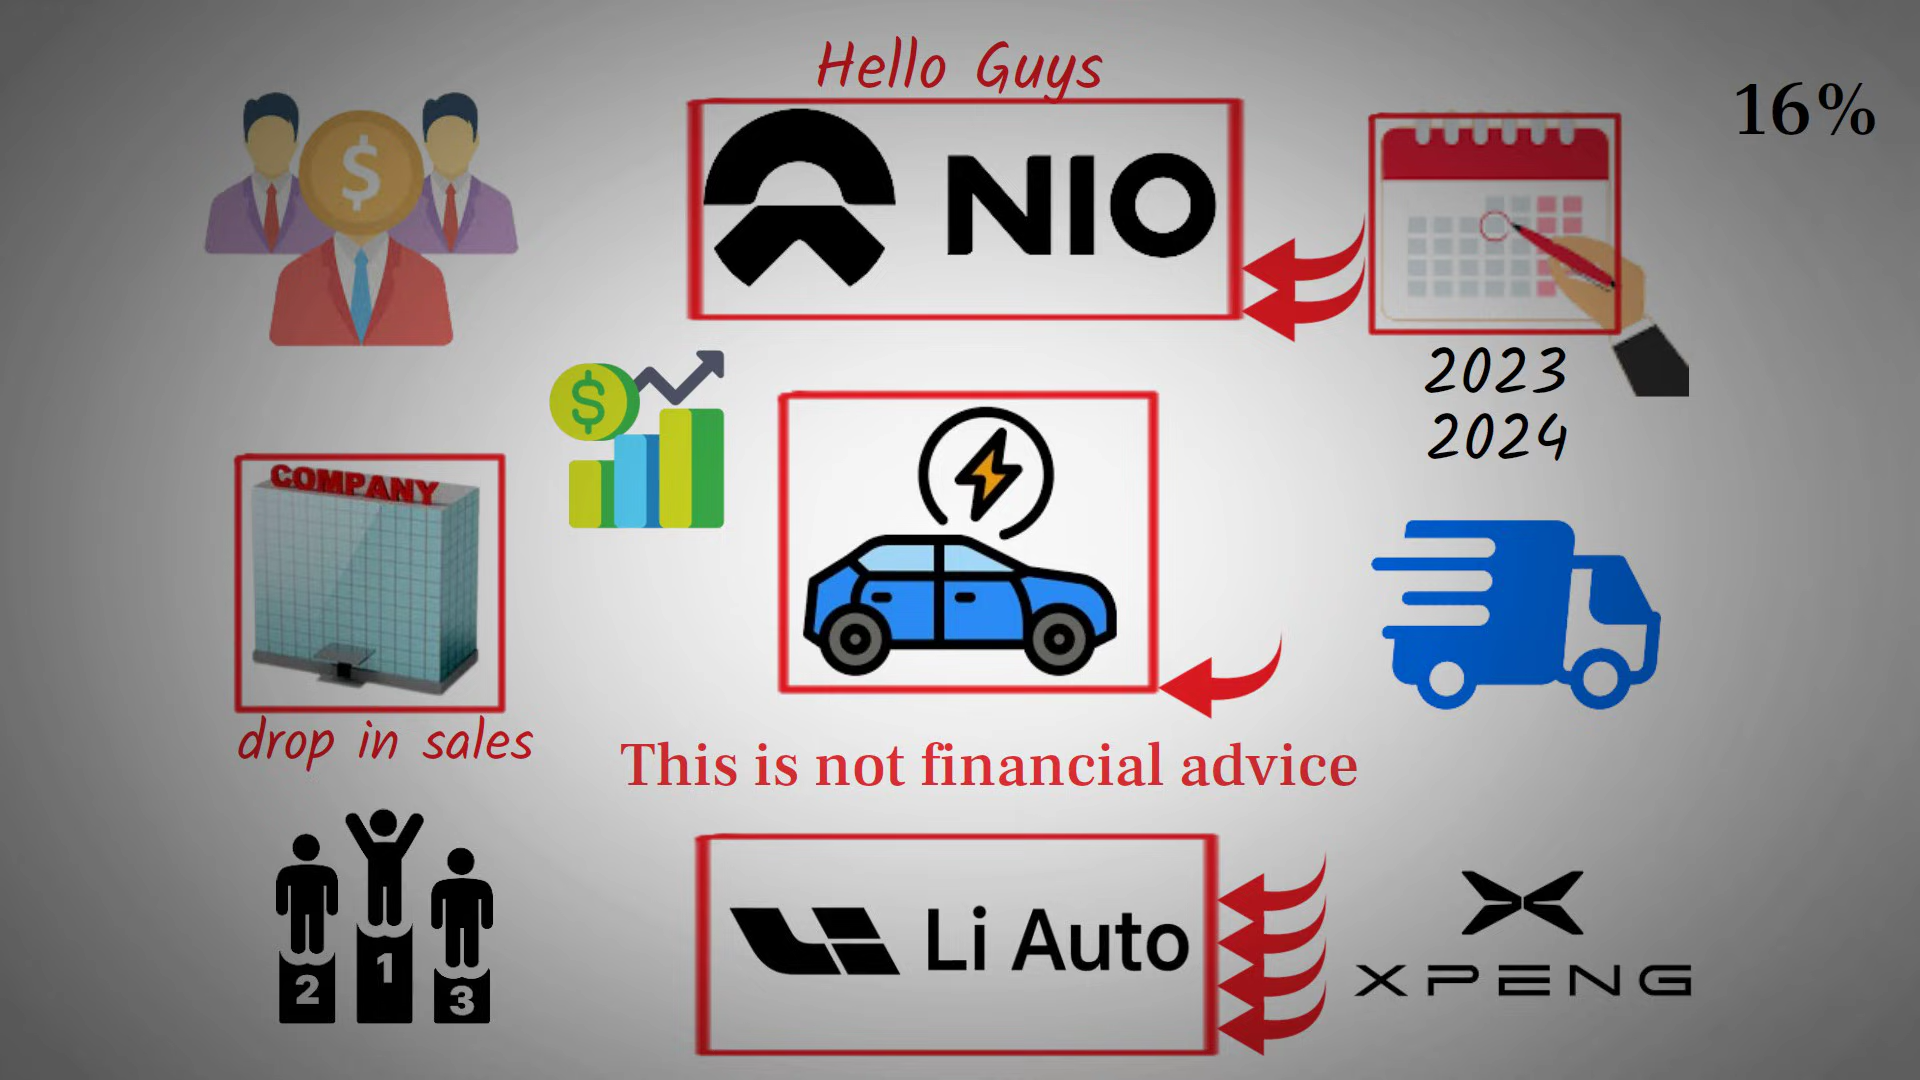 Hello Guys
16%
$
NIO
2023
2024
$
COMPANY
drop in sales
This is not financial advice
2
1
3
Li Auto
XPENG